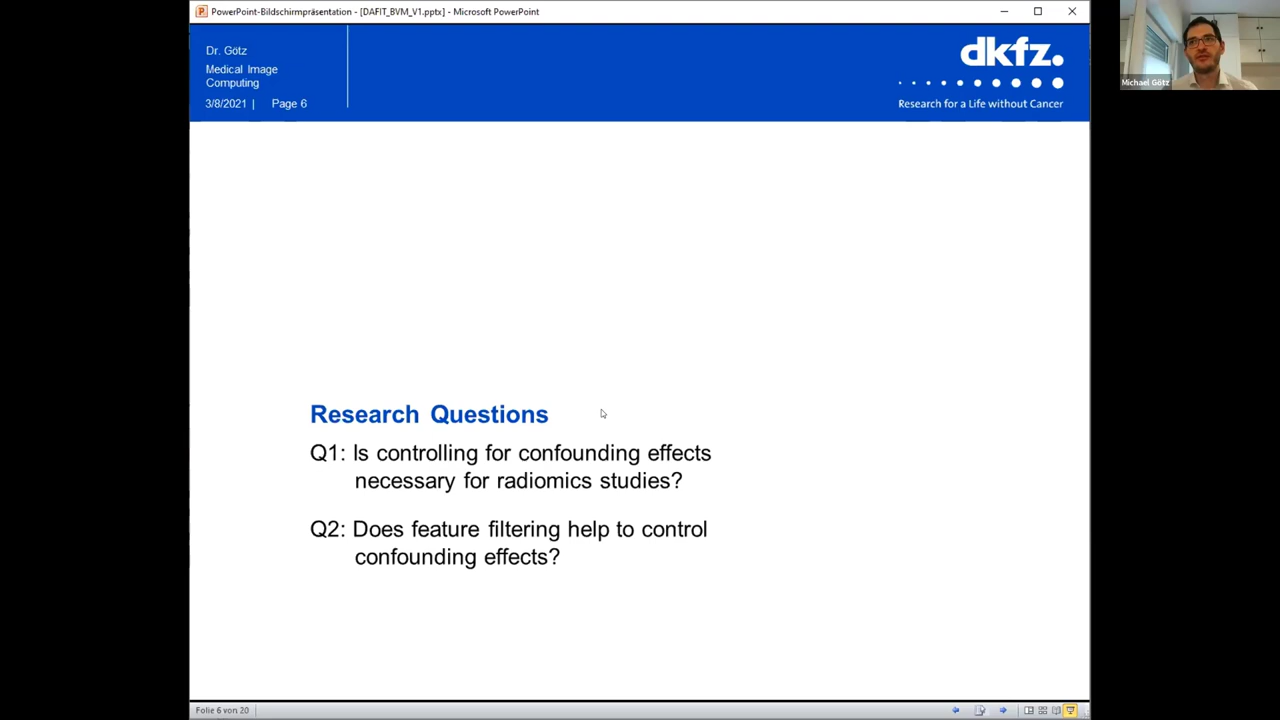 PowerPoint-Bildschirmpräsentation - [DAFIT_BVM_V1.pptx] - Microsoft PowerPoint
Dr. Götz
Medical Image
Computing
3/8/2021 | Page 6
dkfz.
Research for a Life without Cancer
Michael Götz
Research Questions
Q1: Is controlling for confounding effects
necessary for radiomics studies?
Q2: Does feature filtering help to control
confounding effects?
Folie 6 von 20